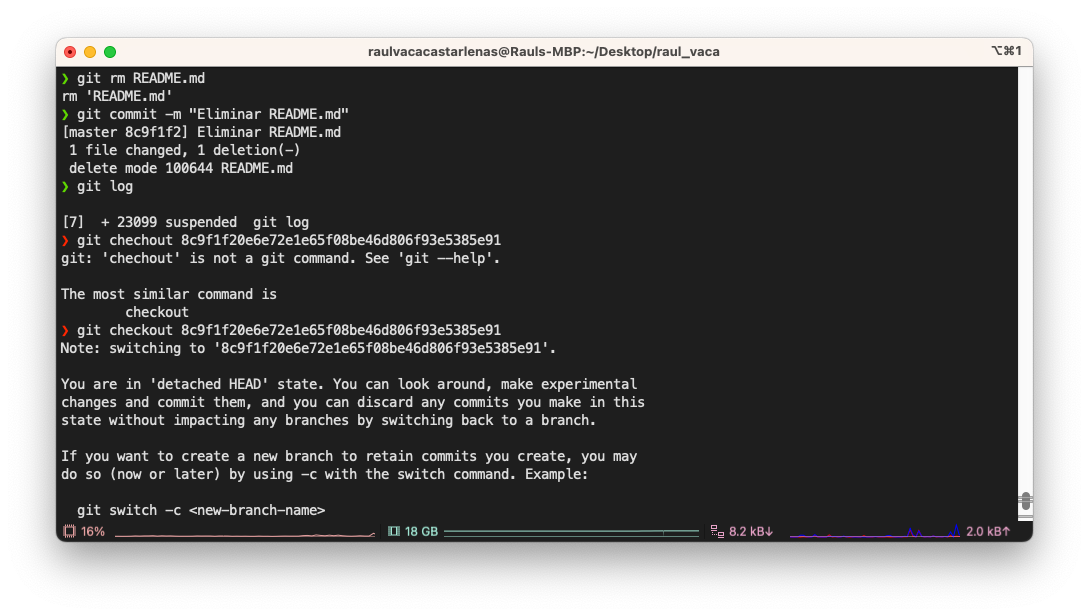 raulvacacastarlenas@Rauls-MBP:~/Desktop/raul_vaca
⌥⌘1
❯ git rm README.md
rm 'README.md'
❯ git commit -m "Eliminar README.md"
[master 8c9f1f2] Eliminar README.md
 1 file changed, 1 deletion(-)
 delete mode 100644 README.md
❯ git log
[7]  + 23099 suspended  git log
❯ git chechout 8c9f1f20e6e72e1e65f08be46d806f93e5385e91
git: 'chechout' is not a git command. See 'git --help'.
The most similar command is
        checkout
❯ git checkout 8c9f1f20e6e72e1e65f08be46d806f93e5385e91
Note: switching to '8c9f1f20e6e72e1e65f08be46d806f93e5385e91'.
You are in 'detached HEAD' state. You can look around, make experimental
changes and commit them, and you can discard any commits you make in this
state without impacting any branches by switching back to a branch.
If you want to create a new branch to retain commits you create, you may
do so (now or later) by using -c with the switch command. Example:
  git switch -c <new-branch-name>
16% 18 GB 8.2 kB↓ 2.0 kB↑